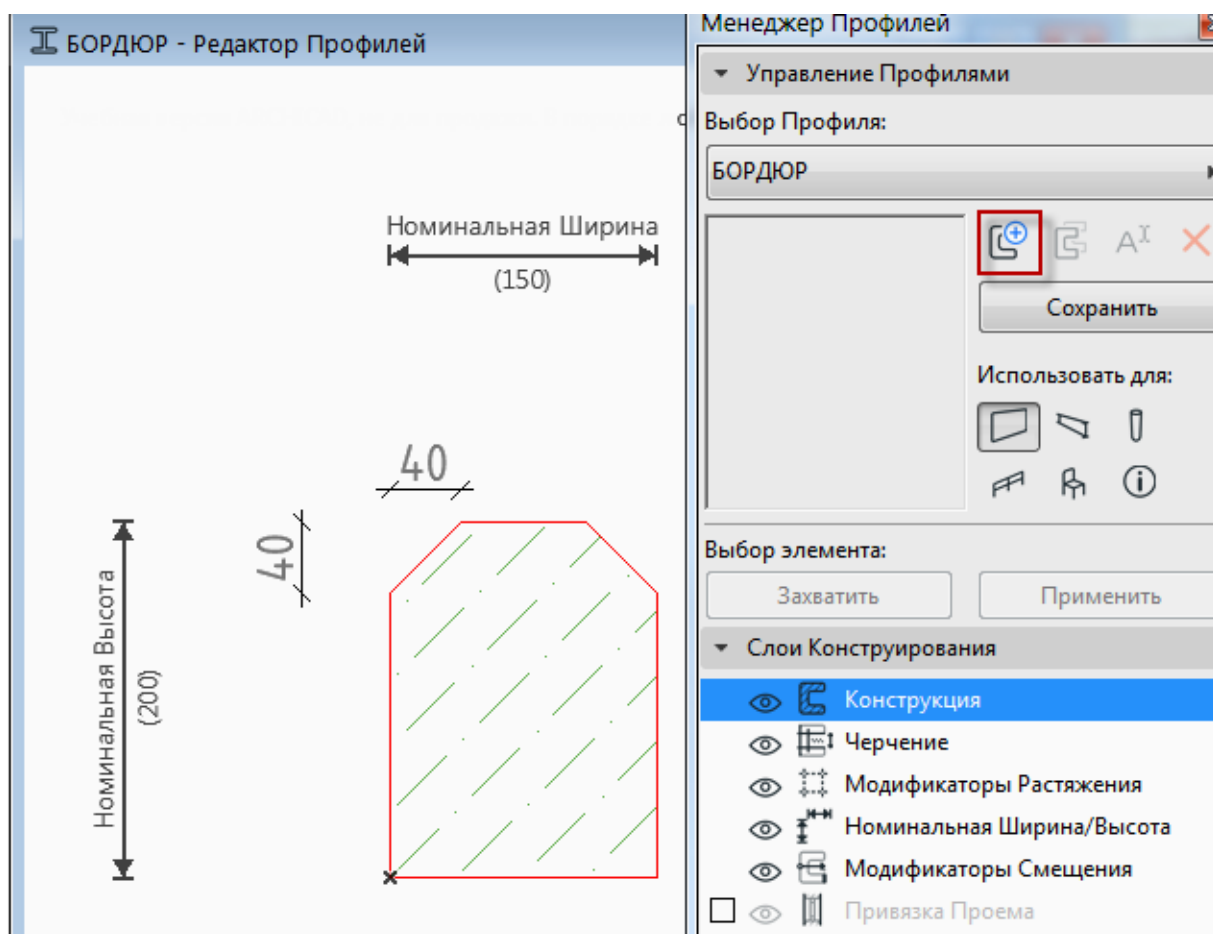 БОРДЮР - Редактор Профилей
Номинальная Ширина
(150)
40
40
Номинальная Высота
(200)
Менеджер Профилей
Управление Профилями
Выбор Профиля:
БОРДЮР
Сохранить
Использовать для:
Выбор элемента:
Захватить
Применить
Слои Конструирования
Конструкция
Черчение
Модификаторы Растяжения
Номинальная Ширина/Высота
Модификаторы Смещения
Привязка Проема